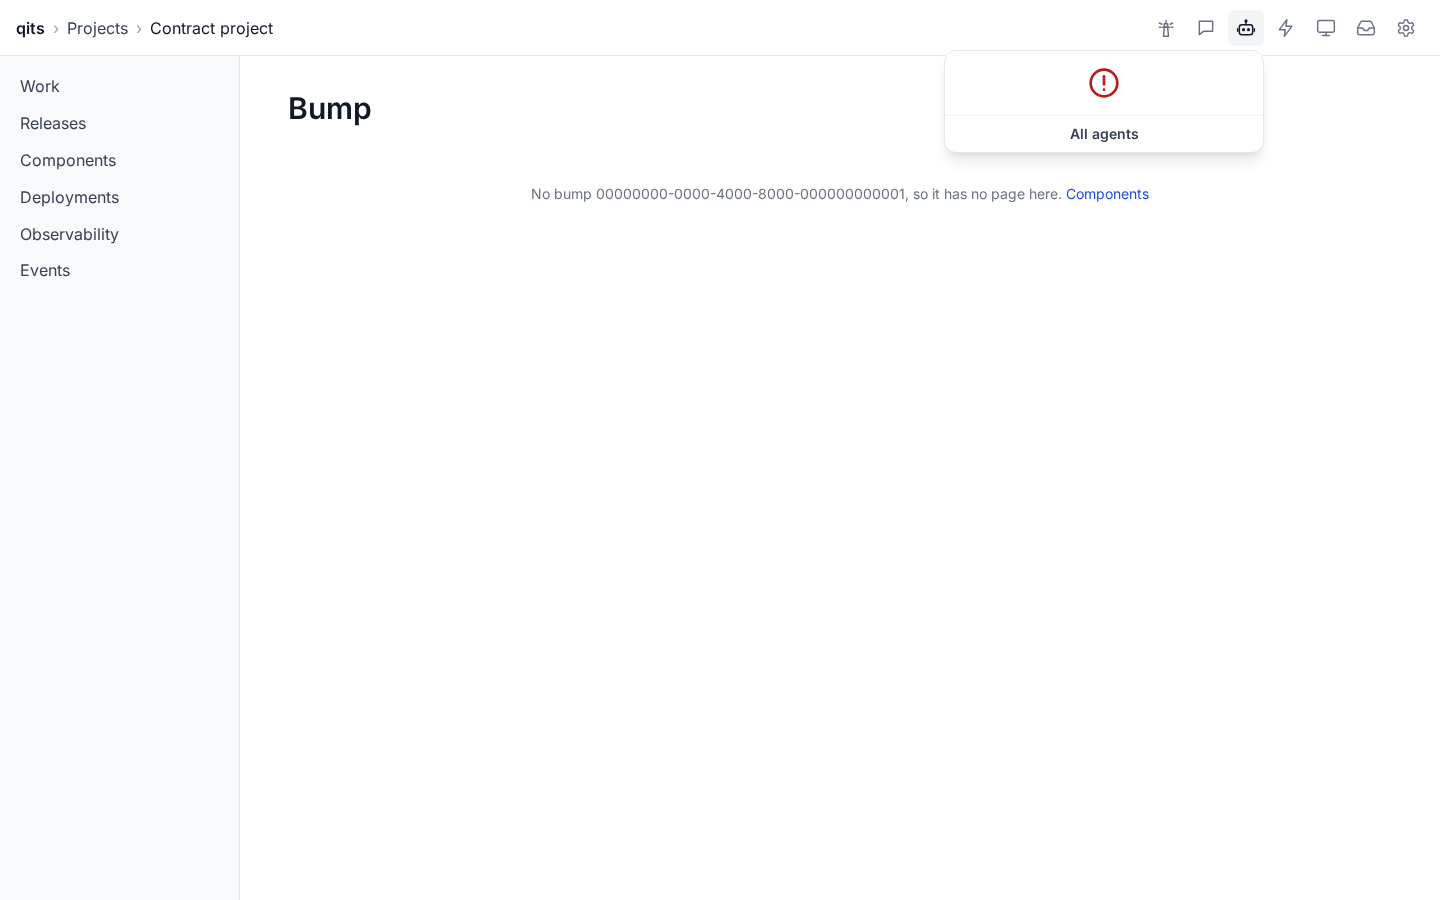 qits › Projects › Contract project
All agents
Work
Releases
Components
Deployments
Observability
Events
Bump
No bump 00000000-0000-4000-8000-000000000001, so it has no page here. Components